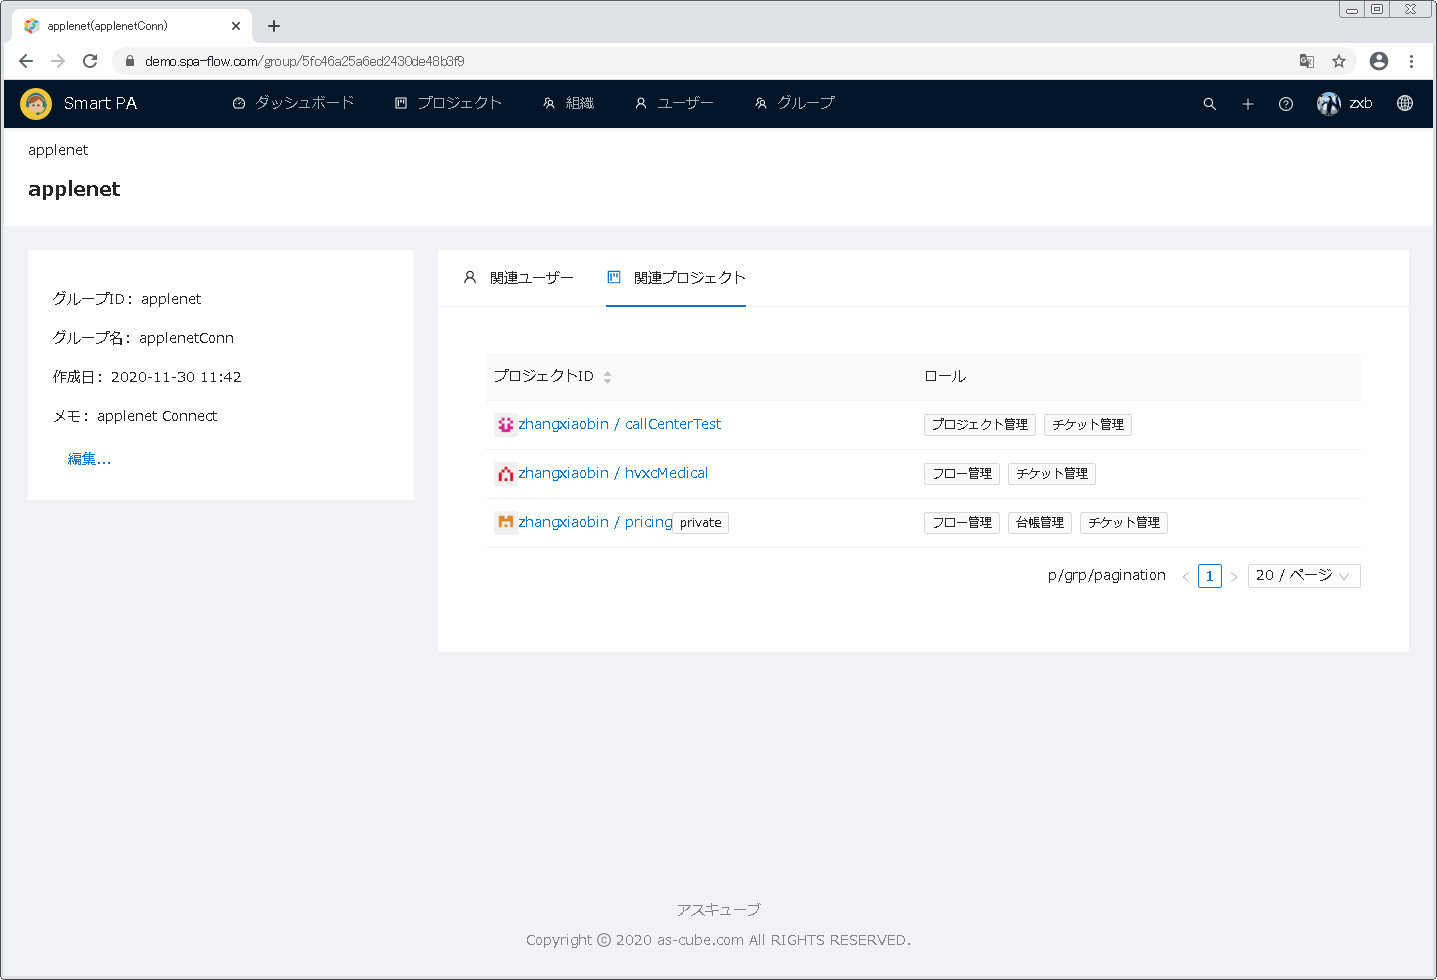 applenet(applenetConn)
demo.spa-flow.com/group/5fc46a25a6ed2430de48b3f9
Smart PA ダッシュボード プロジェクト 組織 ユーザー グループ zxb
applenet
applenet
グループID： applenet
グループ名： applenetConn
作成日： 2020-11-30 11:42
メモ： applenet Connect
編集...
関連ユーザー 関連プロジェクト
プロジェクトID ロール
zhangxiaobin / callCenterTest プロジェクト管理 チケット管理
zhangxiaobin / hvxcMedical フロー管理 チケット管理
zhangxiaobin / pricing private フロー管理 台帳管理 チケット管理
p/grp/pagination < 1 > 20 / ページ
アスキューブ
Copyright © 2020 as-cube.com All RIGHTS RESERVED.